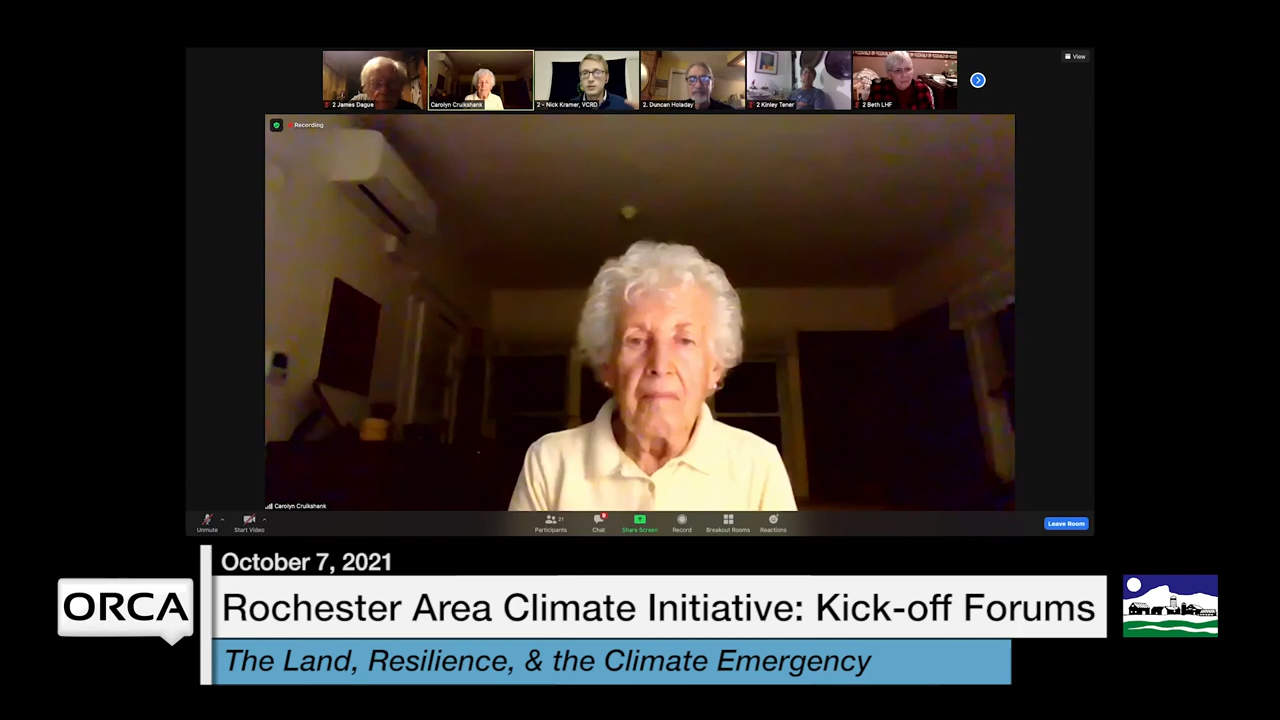 View
2 James Dague
Carolyn Cruikshank
2 - Nick Kramer, VCRD
2. Duncan Holaday
2 Kinley Tener
2 Beth LHF
Recording
Carolyn Cruikshank
Unmute
Start Video
Participants
21
Chat
Share Screen
Record
Breakout Rooms
Reactions
Leave Room
October 7, 2021
ORCA
Rochester Area Climate Initiative: Kick-off Forums
The Land, Resilience, & the Climate Emergency